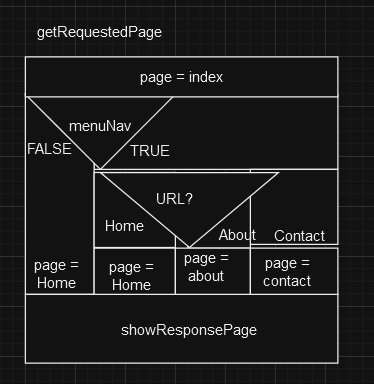 getRequestedPage
page = index
menuNav
FALSE
TRUE
URL?
Home
About
Contact
page =
Home
page =
Home
page =
about
page =
contact
showResponsePage